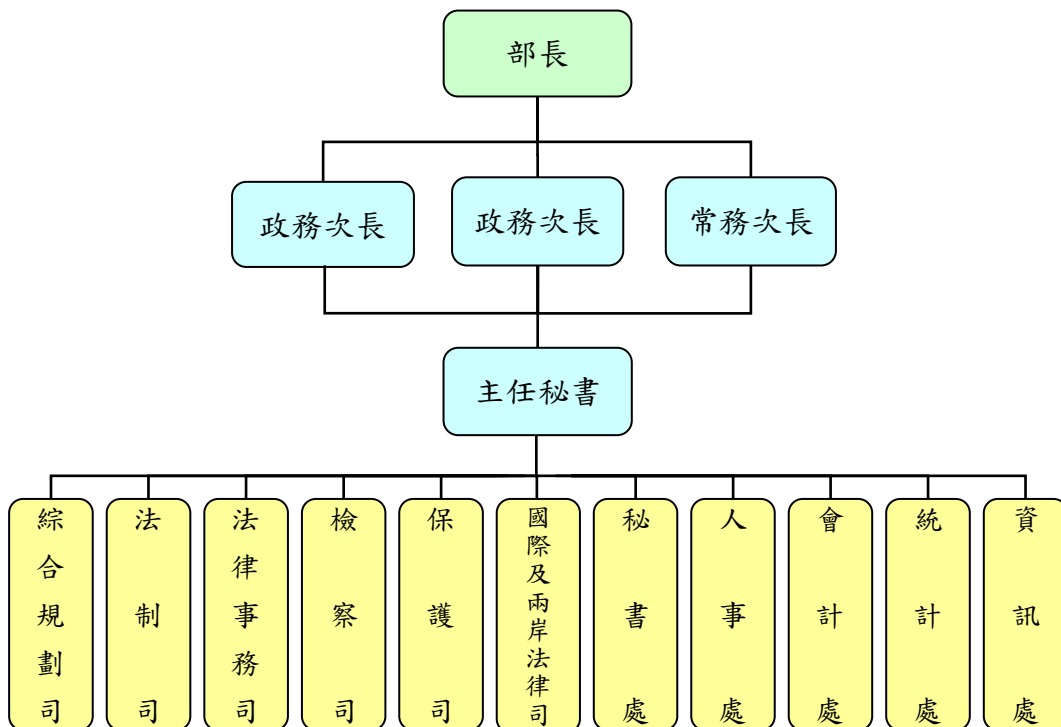 部長
政務次長
政務次長
常務次長
主任秘書
綜合規劃司
法制司
法律事務司
檢察司
保護司
國際及兩岸法律司
秘書處
人事處
會計處
統計處
資訊處